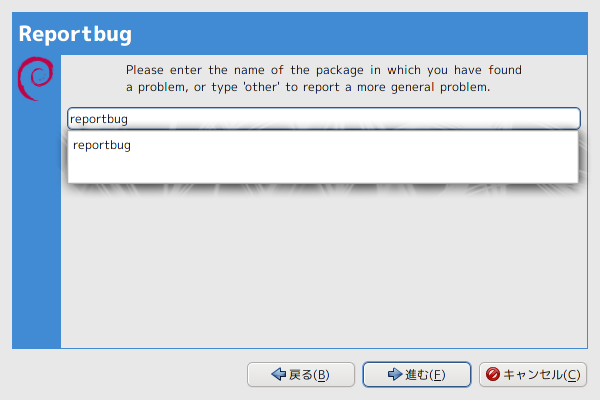 Reportbug
Please enter the name of the package in which you have found
a problem, or type 'other' to report a more general problem.
reportbug
reportbug
戻る(B)
進む(F)
キャンセル(C)